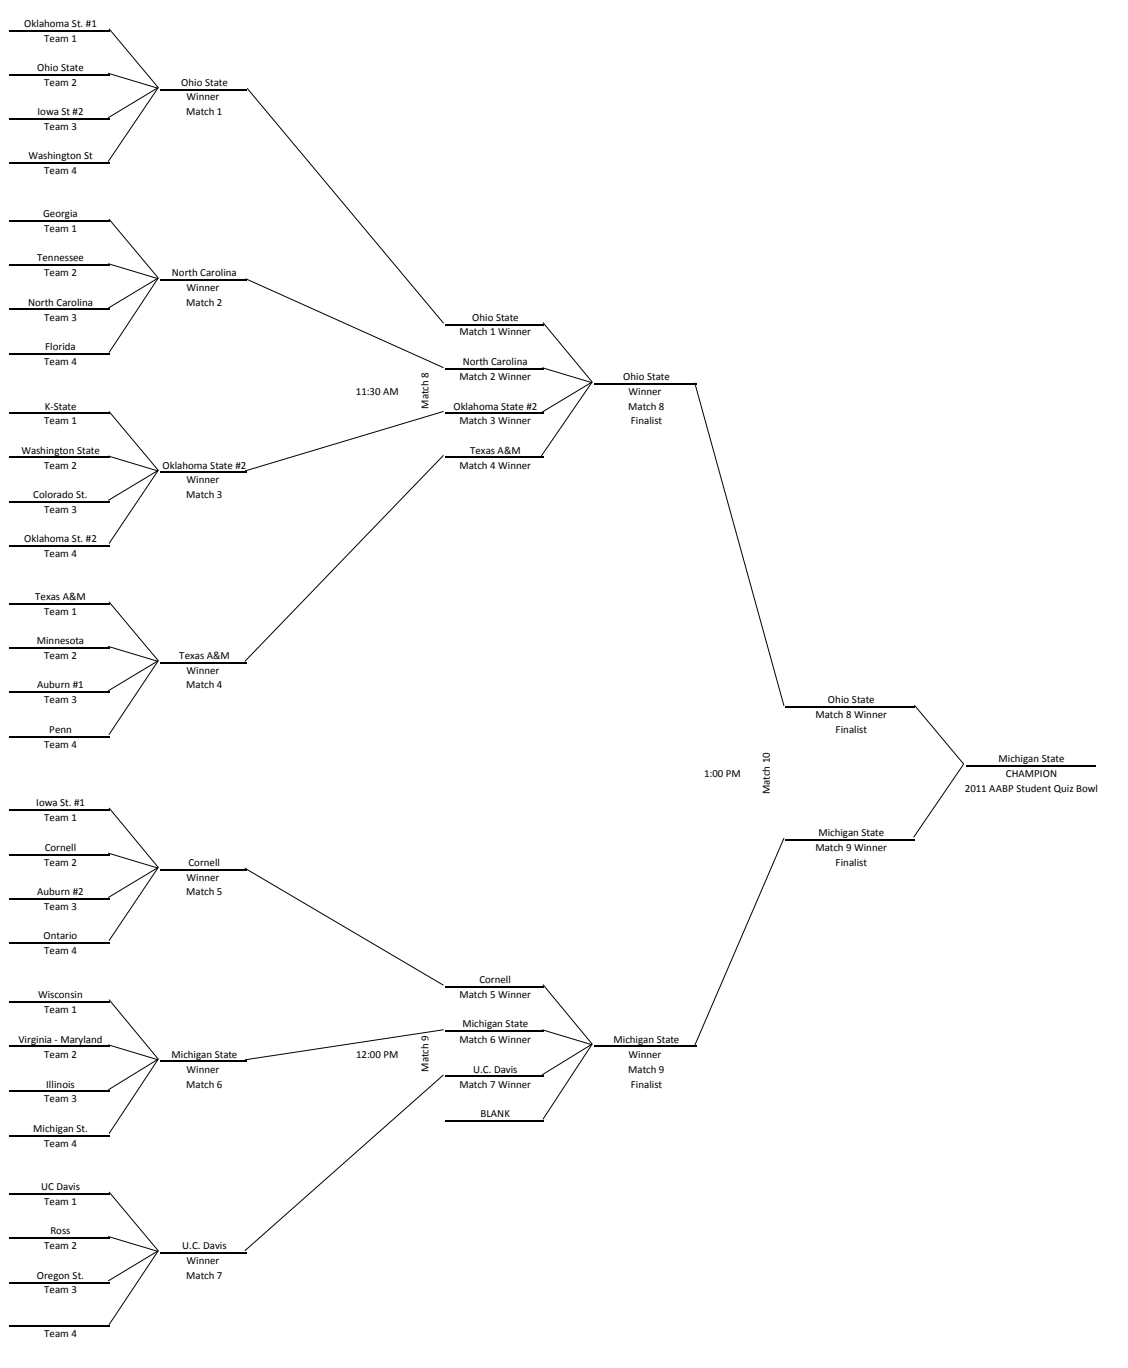 Oklahoma St. #1
Team 1
Ohio State
Team 2
Iowa St #2
Team 3
Washington St
Team 4
Ohio State
Winner
Match 1
Georgia
Team 1
Tennessee
Team 2
North Carolina
Team 3
Florida
Team 4
North Carolina
Winner
Match 2
K-State
Team 1
Washington State
Team 2
Colorado St.
Team 3
Oklahoma St. #2
Team 4
Oklahoma State #2
Winner
Match 3
Texas A&M
Team 1
Minnesota
Team 2
Auburn #1
Team 3
Penn
Team 4
Texas A&M
Winner
Match 4
11:30 AM
Match 8
Ohio State
Match 1 Winner
North Carolina
Match 2 Winner
Oklahoma State #2
Match 3 Winner
Texas A&M
Match 4 Winner
Ohio State
Winner
Match 8
Finalist
Iowa St. #1
Team 1
Cornell
Team 2
Auburn #2
Team 3
Ontario
Team 4
Cornell
Winner
Match 5
Wisconsin
Team 1
Virginia - Maryland
Team 2
Illinois
Team 3
Michigan St.
Team 4
Michigan State
Winner
Match 6
UC Davis
Team 1
Ross
Team 2
Oregon St.
Team 3
Team 4
U.C. Davis
Winner
Match 7
12:00 PM
Match 9
Cornell
Match 5 Winner
Michigan State
Match 6 Winner
U.C. Davis
Match 7 Winner
BLANK
Michigan State
Winner
Match 9
Finalist
1:00 PM
Match 10
Ohio State
Match 8 Winner
Finalist
Michigan State
Match 9 Winner
Finalist
Michigan State
CHAMPION
2011 AABP Student Quiz Bowl